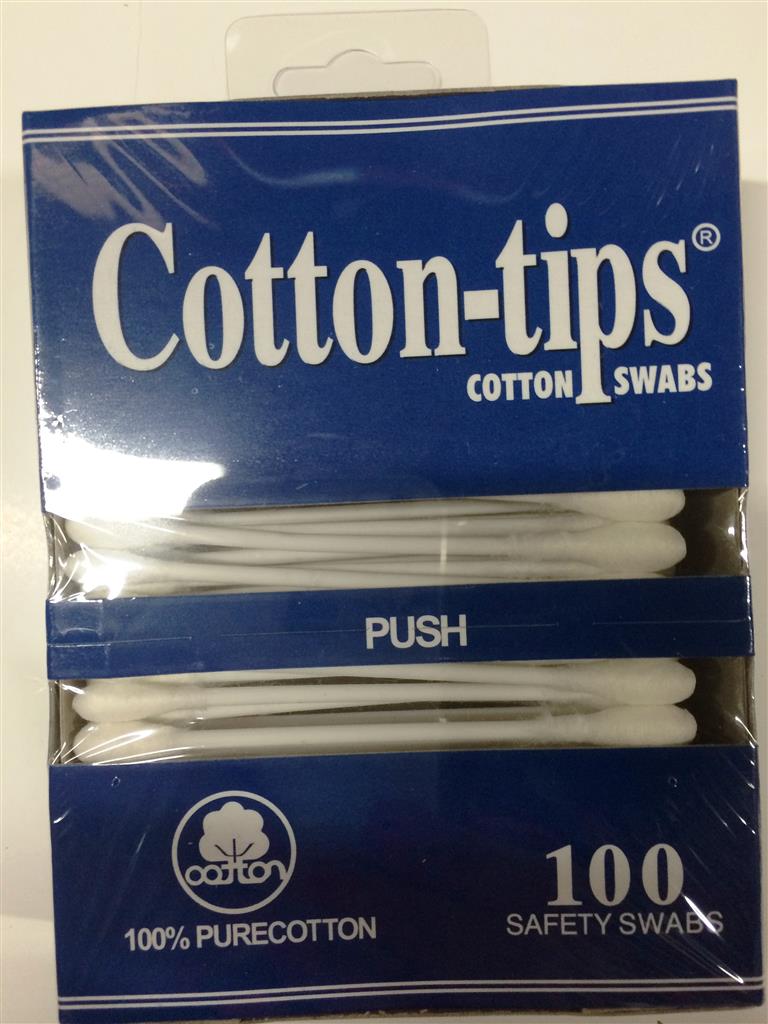 Cotton-tips®
COTTON SWABS
PUSH
cotton
100% PURECOTTON
100
SAFETY SWABS